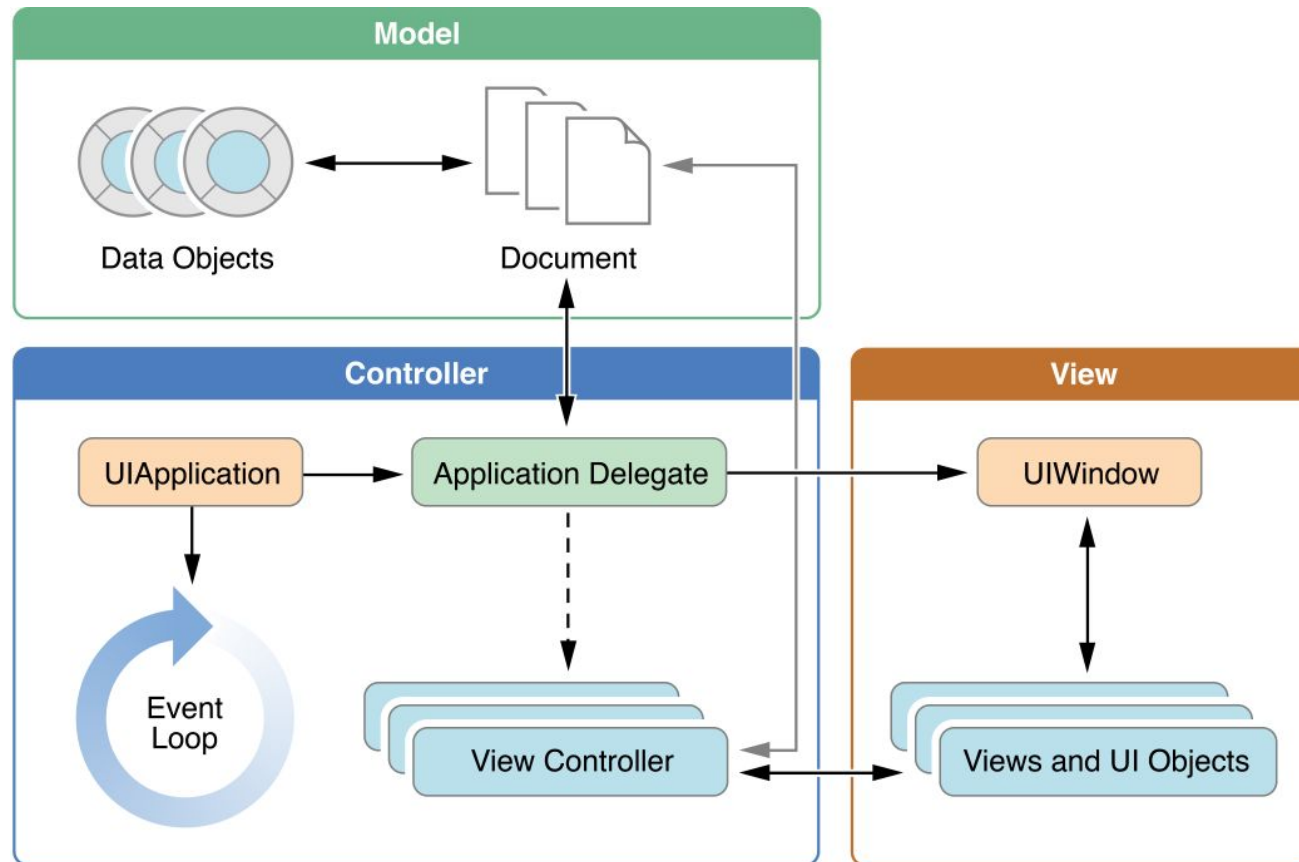 Model
Data Objects
Document
Controller
View
UIApplication
Application Delegate
UIWindow
Event
Loop
View Controller
Views and UI Objects